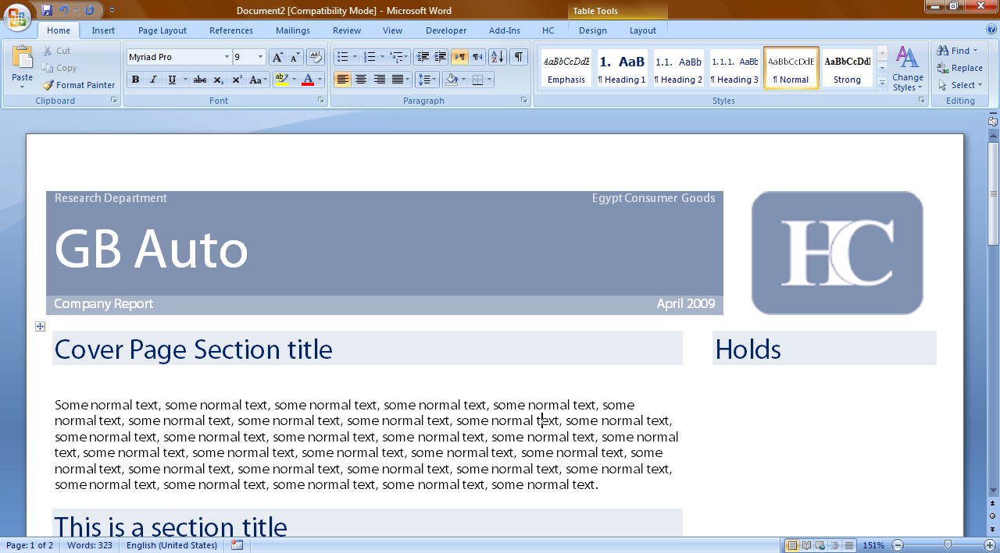 Document2 [Compatibility Mode] - Microsoft Word
Table Tools
Home Insert Page Layout References Mailings Review View Developer Add-Ins HC Design Layout
Paste
Cut
Copy
Format Painter
Clipboard
Myriad Pro 9
Font
Paragraph
AaBbCcDdE 1. AaB 1.1. AaBb 1.1.1. AaBb AaBbCcDdE AaBbCcDdI
Emphasis ¶ Heading 1 ¶ Heading 2 ¶ Heading 3 ¶ Normal Strong
Change Styles
Styles
Find
Replace
Select
Editing
Research Department Egypt Consumer Goods
GB Auto
Company Report April 2009
HC
Cover Page Section title
Holds
Some normal text, some normal text, some normal text, some normal text, some normal text, some
normal text, some normal text, some normal text, some normal text, some normal text, some normal text,
some normal text, some normal text, some normal text, some normal text, some normal text, some normal
text, some normal text, some normal text, some normal text, some normal text, some normal text, some
normal text, some normal text, some normal text, some normal text, some normal text, some normal text,
some normal text, some normal text, some normal text, some normal text, some normal text.
This is a section title
Page: 1 of 2 Words: 323 English (United States) 151%